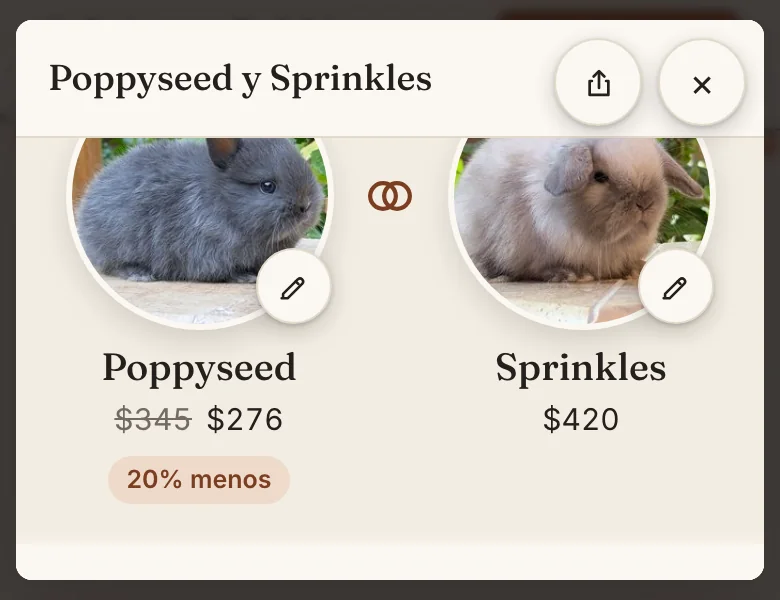 Poppyseed y Sprinkles
Poppyseed
$345 $276
20% menos
Sprinkles
$420